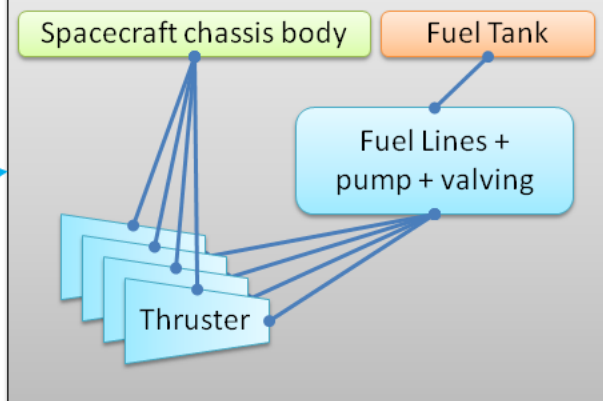 Spacecraft chassis body
Fuel Tank
Fuel Lines +
pump + valving
Thruster